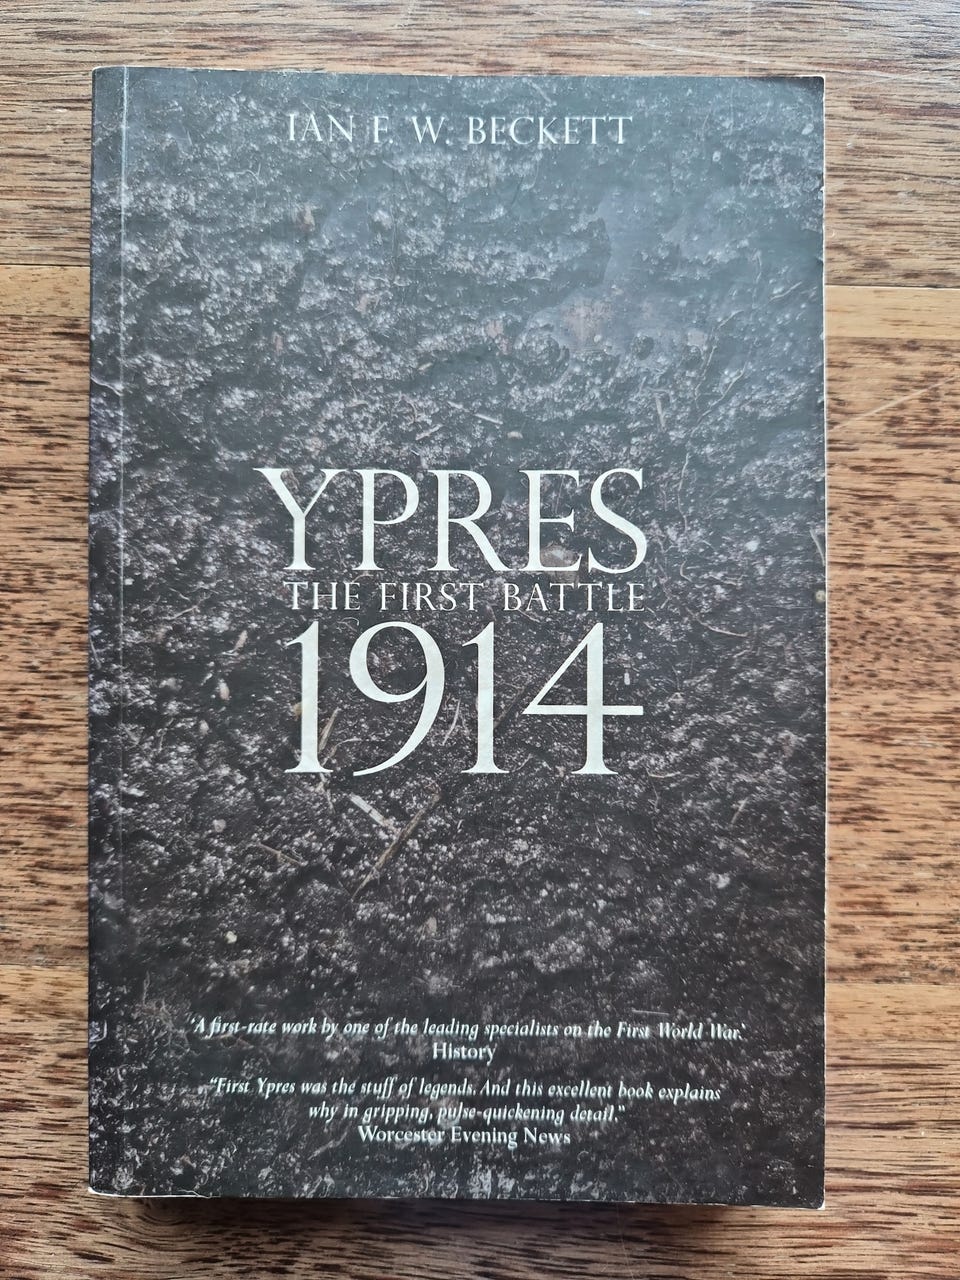 IAN F. W. BECKETT
YPRES
THE FIRST BATTLE
1914
'A first-rate work by one of the leading specialists on the First World War.'
History
"First Ypres was the stuff of legends. And this excellent book explains
why in gripping, pulse-quickening detail."
Worcester Evening News